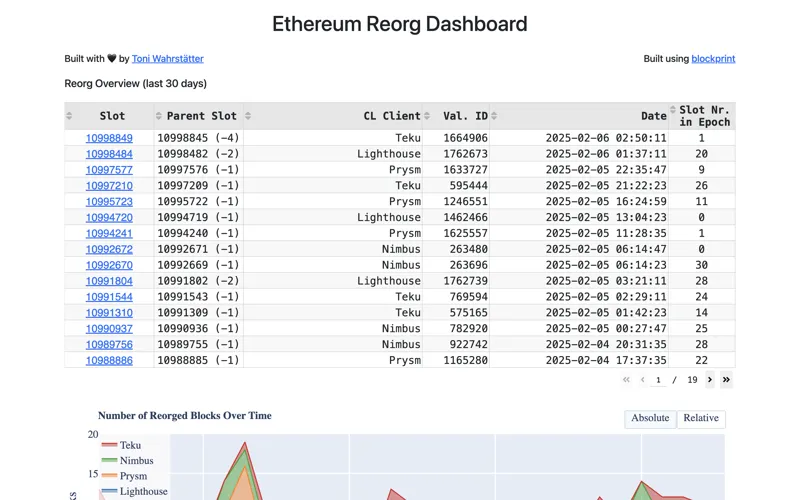 Ethereum Reorg Dashboard
Built with 🖤 by Toni Wahrstätter
Built using blockprint
Reorg Overview (last 30 days)
Slot Parent Slot CL Client Val. ID Date Slot Nr. in Epoch
10998849 10998845 (-4) Teku 1664906 2025-02-06 02:50:11 1
10998484 10998482 (-2) Lighthouse 1762673 2025-02-06 01:37:11 20
10997577 10997576 (-1) Prysm 1633727 2025-02-05 22:35:47 9
10997210 10997209 (-1) Teku 595444 2025-02-05 21:22:23 26
10995723 10995722 (-1) Prysm 1246551 2025-02-05 16:24:59 11
10994720 10994719 (-1) Lighthouse 1462466 2025-02-05 13:04:23 0
10994241 10994240 (-1) Prysm 1625557 2025-02-05 11:28:35 1
10992672 10992671 (-1) Nimbus 263480 2025-02-05 06:14:47 0
10992670 10992669 (-1) Nimbus 263696 2025-02-05 06:14:23 30
10991804 10991802 (-2) Lighthouse 1762739 2025-02-05 03:21:11 28
10991544 10991543 (-1) Teku 769594 2025-02-05 02:29:11 24
10991310 10991309 (-1) Teku 575165 2025-02-05 01:42:23 14
10990937 10990936 (-1) Nimbus 782920 2025-02-05 00:27:47 25
10989756 10989755 (-1) Nimbus 922742 2025-02-04 20:31:35 28
10988886 10988885 (-1) Prysm 1165280 2025-02-04 17:37:35 22
1 / 19
Number of Reorged Blocks Over Time
Absolute Relative
20
Teku
Nimbus
15
Prysm
Lighthouse